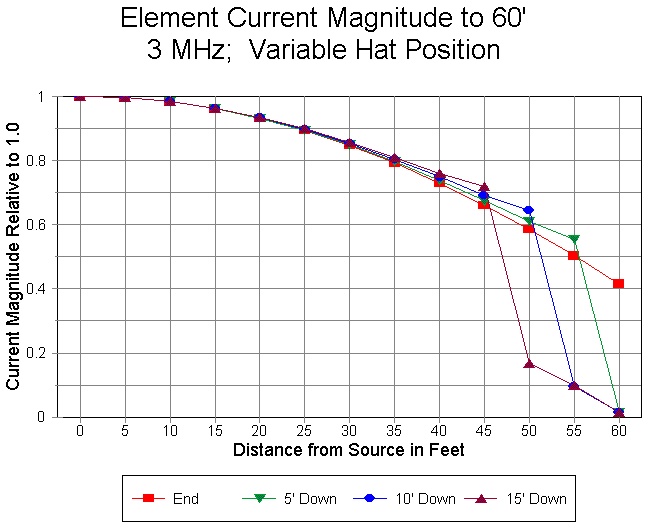 Element Current Magnitude to 60'
3 MHz;  Variable Hat Position
Current Magnitude Relative to 1.0
1
0.8
0.6
0.4
0.2
0
0 5 10 15 20 25 30 35 40 45 50 55 60
Distance from Source in Feet
End 5' Down 10' Down 15' Down